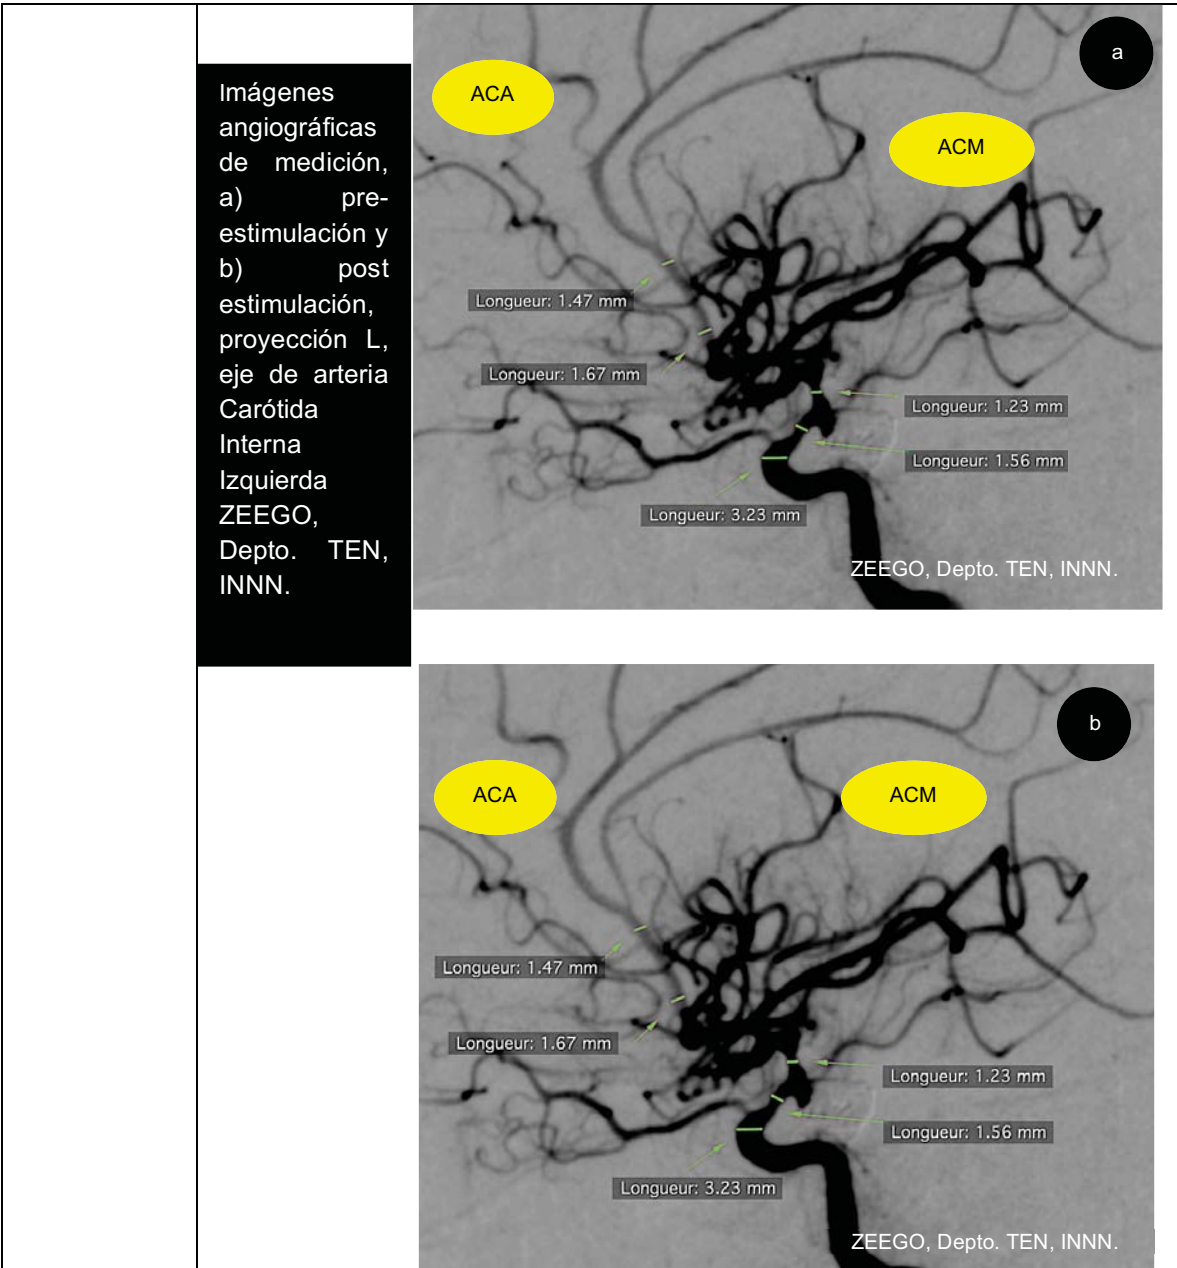 Imágenes
angiográficas
de medición,
a) pre-
estimulación y
b) post
estimulación,
proyección L,
eje de arteria
Carótida
Interna
Izquierda
ZEEGO,
Depto. TEN,
INNN.
a
ACA
ACM
Longueur: 1.47 mm
Longueur: 1.67 mm
Longueur: 1.23 mm
Longueur: 1.56 mm
Longueur: 3.23 mm
ZEEGO, Depto. TEN, INNN.
b
ACA
ACM
Longueur: 1.47 mm
Longueur: 1.67 mm
Longueur: 1.23 mm
Longueur: 1.56 mm
Longueur: 3.23 mm
ZEEGO, Depto. TEN, INNN.